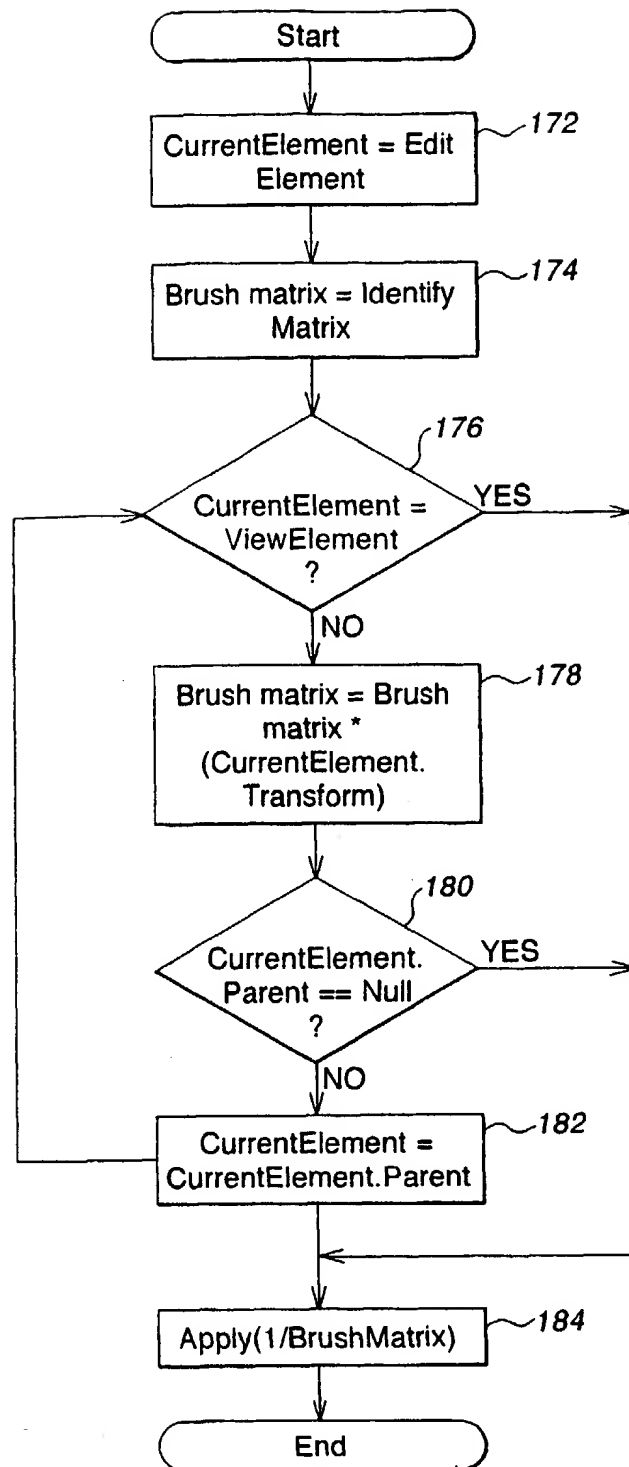 Start
172
CurrentElement = Edit
Element
174
Brush matrix = Identify
Matrix
176
CurrentElement =
ViewElement
?
YES
NO
178
Brush matrix = Brush
matrix *
(CurrentElement.
Transform)
180
CurrentElement.
Parent == Null
?
YES
NO
182
CurrentElement =
CurrentElement.Parent
184
Apply(1/BrushMatrix)
End